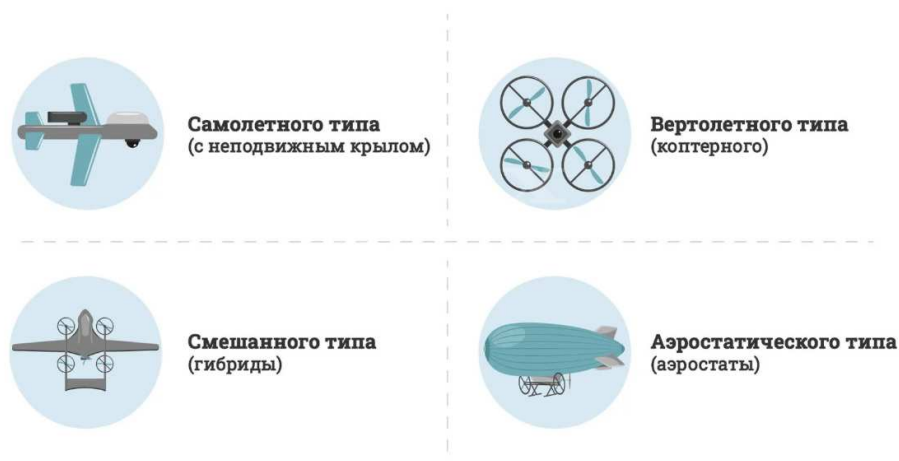 Самолетного типа
(с неподвижным крылом)
Вертолетного типа
(коптерного)
Смешанного типа
(гибриды)
Аэростатического типа
(аэростаты)